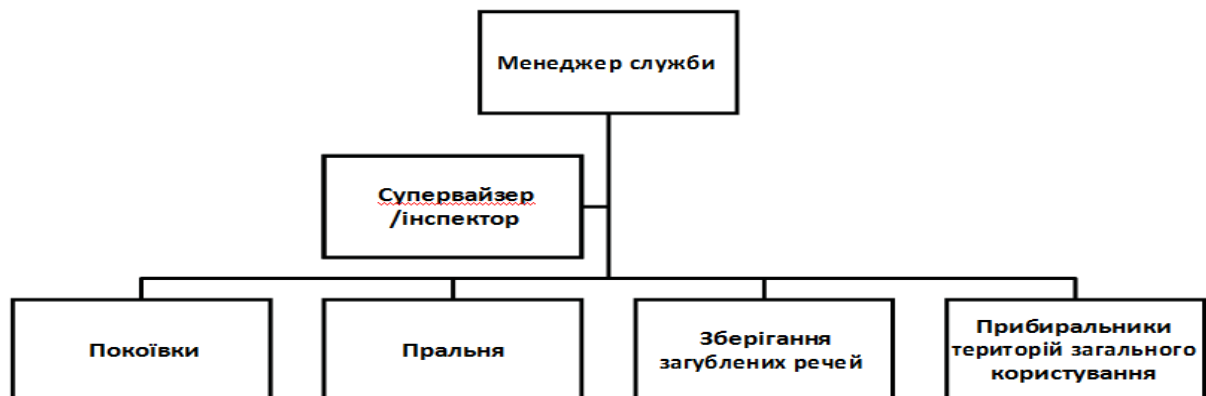 Менеджер служби
Супервайзер
/інспектор
Покоївки
Пральня
Зберігання
загублених речей
Прибиральники
територій загального
користування